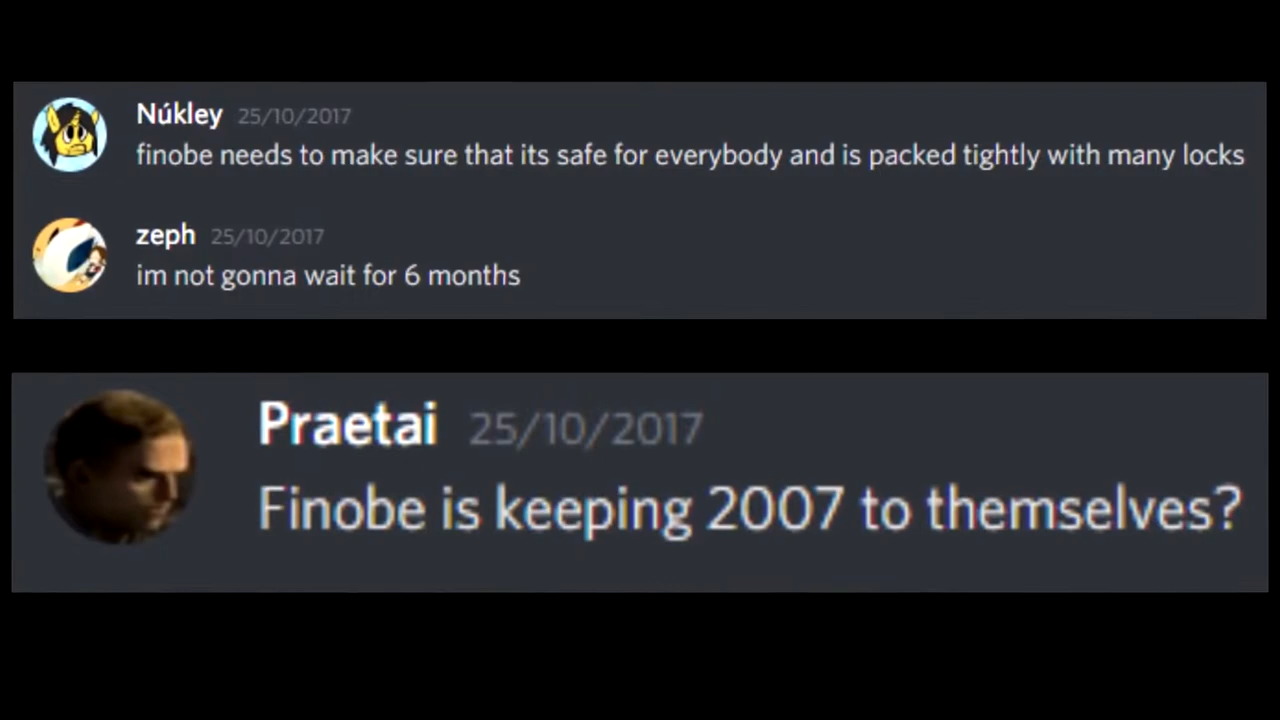 Núkley 25/10/2017
finobe needs to make sure that its safe for everybody and is packed tightly with many locks
zeph 25/10/2017
im not gonna wait for 6 months
Praetai 25/10/2017
Finobe is keeping 2007 to themselves?